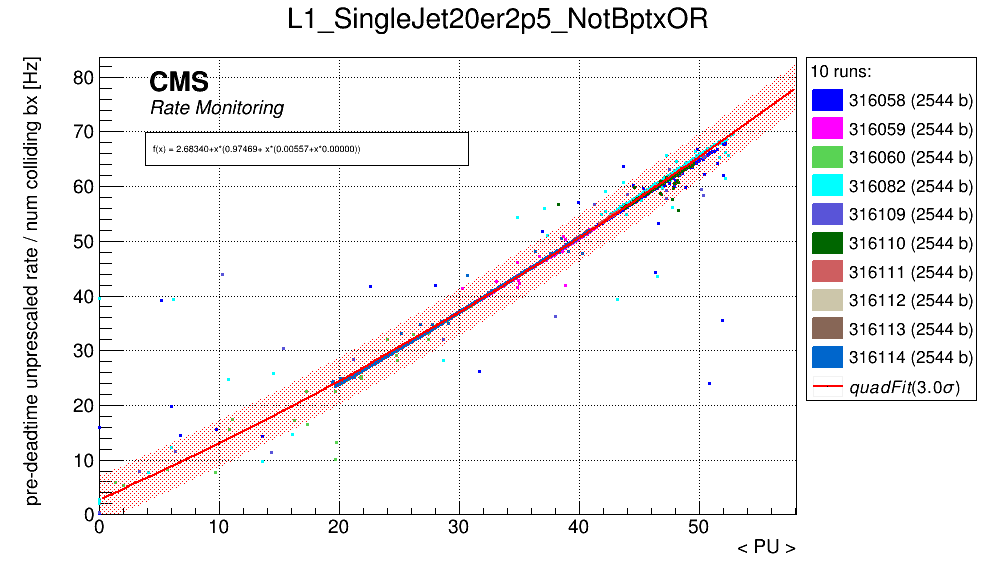 L1_SingleJet20er2p5_NotBptxOR
pre-deadtime unprescaled rate / num colliding bx [Hz]
CMS
Rate Monitoring
f(x) = 2.68340+x*(0.97469+ x*(0.00557+x*0.00000))
80
70
60
50
40
30
20
10
0
0 10 20 30 40 50
< PU >
10 runs:
316058 (2544 b)
316059 (2544 b)
316060 (2544 b)
316082 (2544 b)
316109 (2544 b)
316110 (2544 b)
316111 (2544 b)
316112 (2544 b)
316113 (2544 b)
316114 (2544 b)
quadFit(3.0σ)